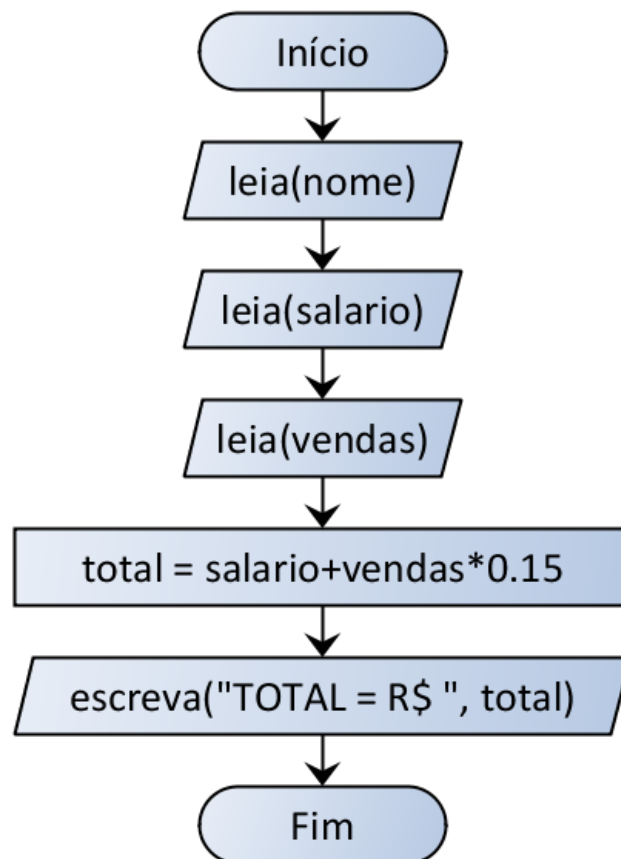 Início
leia(nome)
leia(salario)
leia(vendas)
total = salario+vendas*0.15
escreva("TOTAL = R$ ", total)
Fim